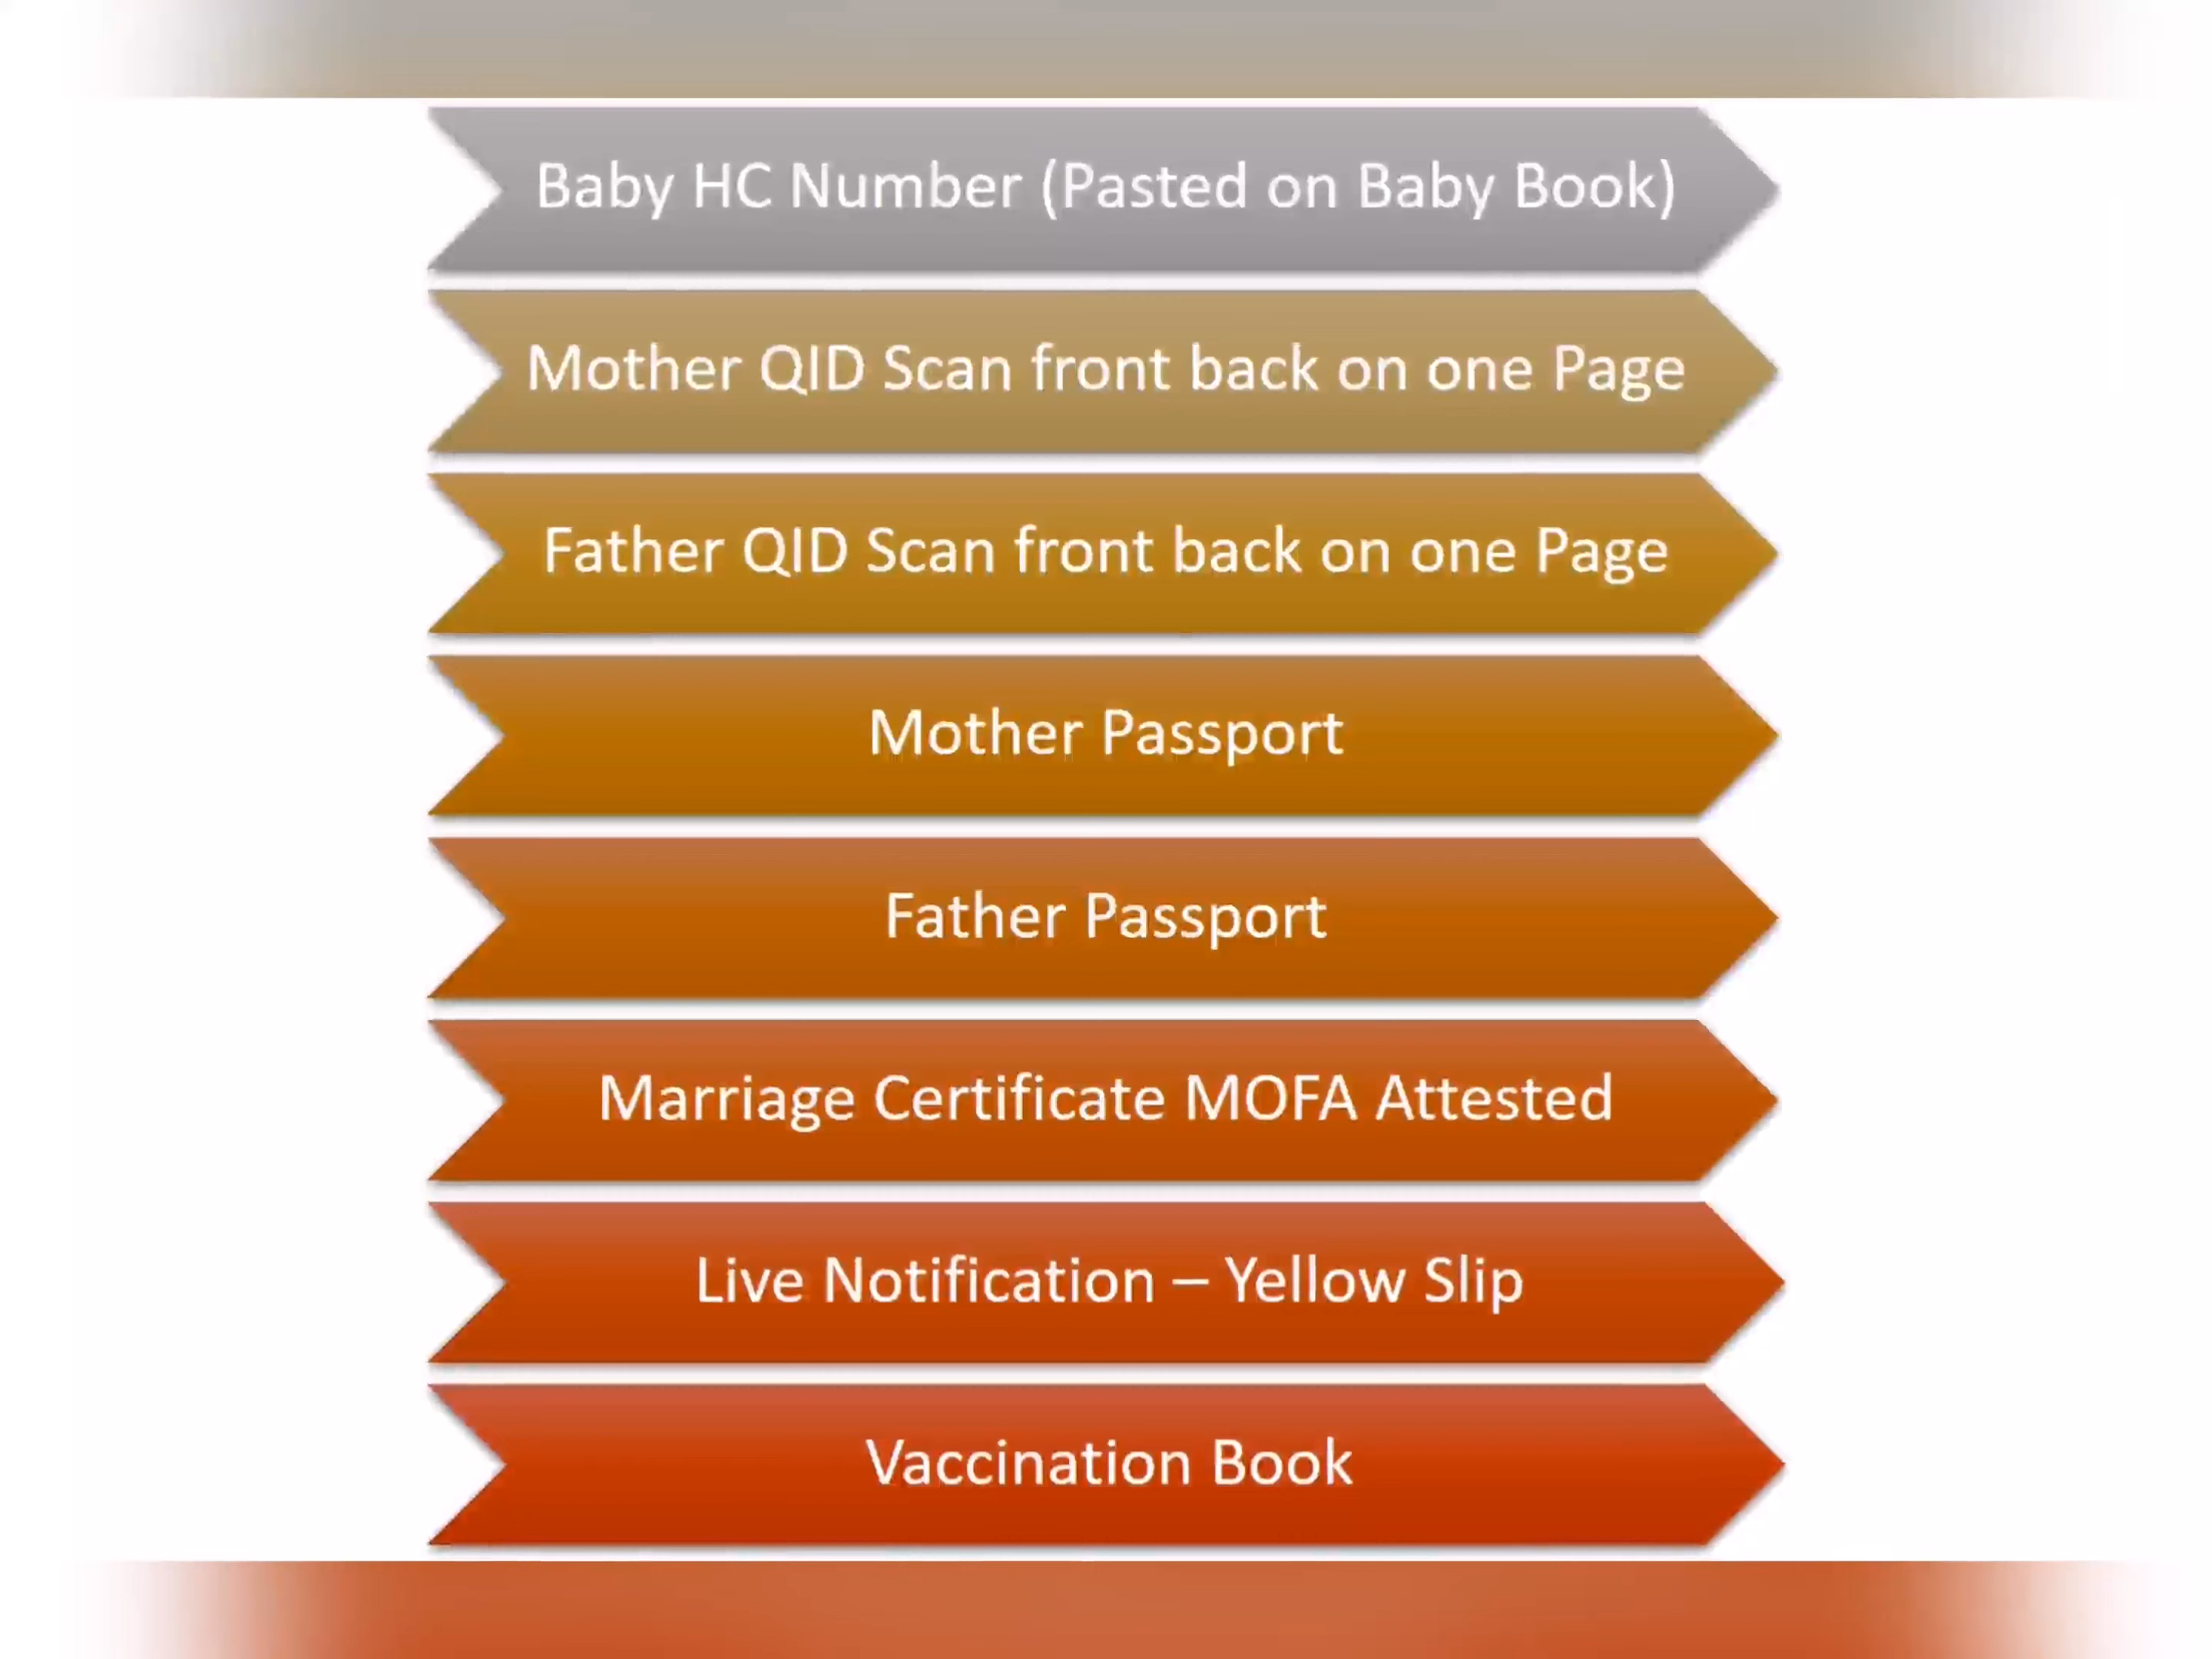 Baby HC Number (Pasted on Baby Book)
Mother QID Scan front back on one Page
Father QID Scan front back on one Page
Mother Passport
Father Passport
Marriage Certificate MOFA Attested
Live Notification – Yellow Slip
Vaccination Book